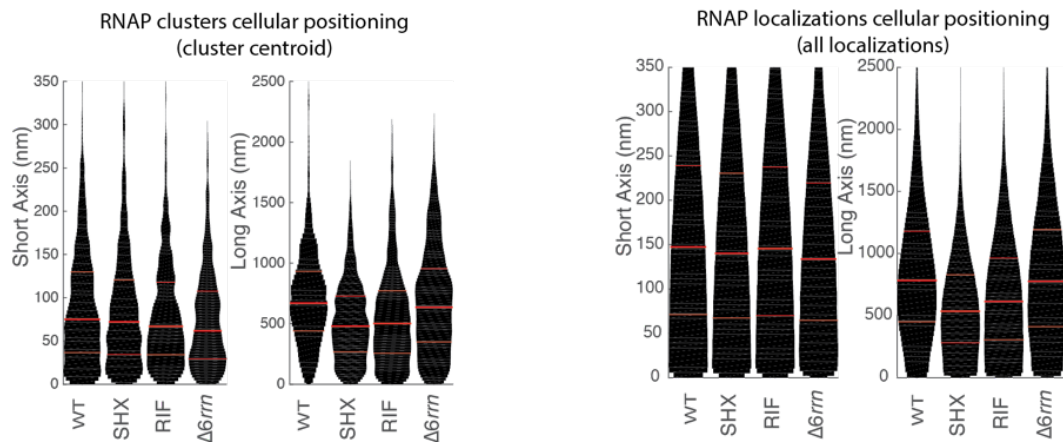 RNAP clusters cellular positioning
(cluster centroid)
Short Axis (nm)
350
300
250
200
150
100
50
0
WT
SHX
RIF
Δ6rrn
Long Axis (nm)
2500
2000
1500
1000
500
0
WT
SHX
RIF
Δ6rrn
RNAP localizations cellular positioning
(all localizations)
Short Axis (nm)
350
300
250
200
150
100
50
0
WT
SHX
RIF
Δ6rrn
Long Axis (nm)
2500
2000
1500
1000
500
0
WT
SHX
RIF
Δ6rrn